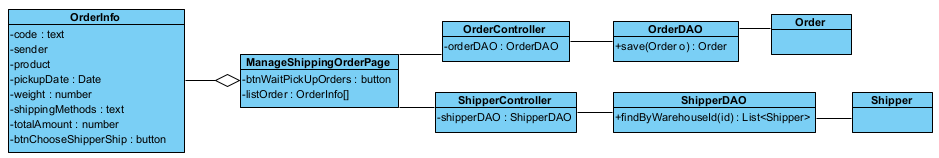 OrderInfo
-code : text
-sender
-product
-pickupDate : Date
-weight : number
-shippingMethods : text
-totalAmount : number
-btnChooseShipperShip : button
ManageShippingOrderPage
-btnWaitPickUpOrders : button
-listOrder : OrderInfo[]
OrderController
-orderDAO : OrderDAO
OrderDAO
+save(Order o) : Order
Order
ShipperController
-shipperDAO : ShipperDAO
ShipperDAO
+findByWarehouseId(id) : List<Shipper>
Shipper